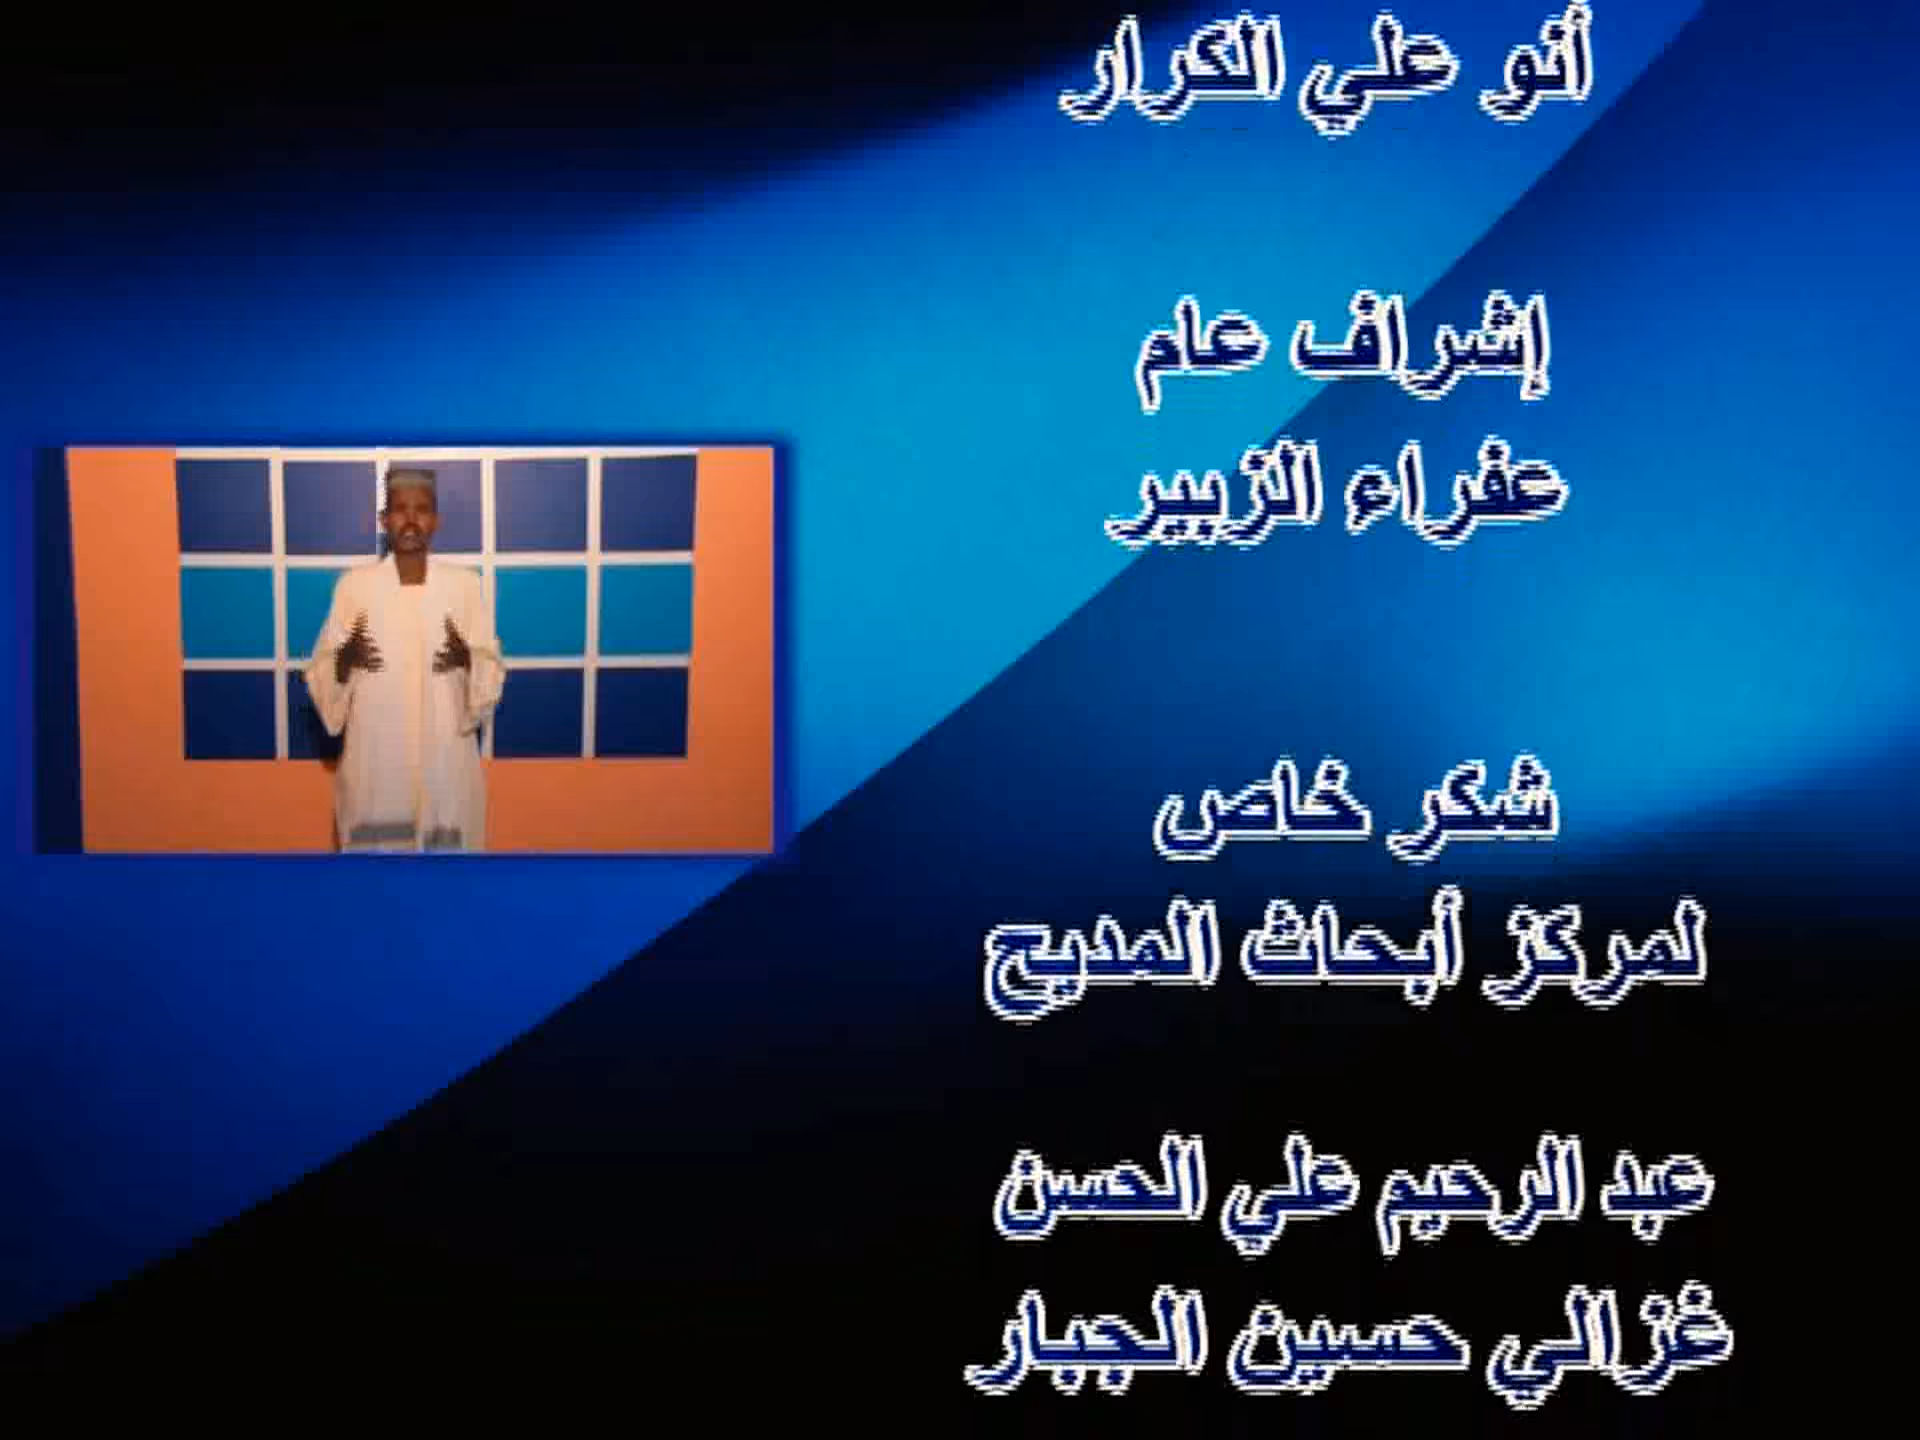 أنو علي الكرار
إشراف عام
عفراء الزبير
شكر خاص
لمركز أبحاث المديح
عبد الرحيم علي الحسن
غزالي حسين الجبار